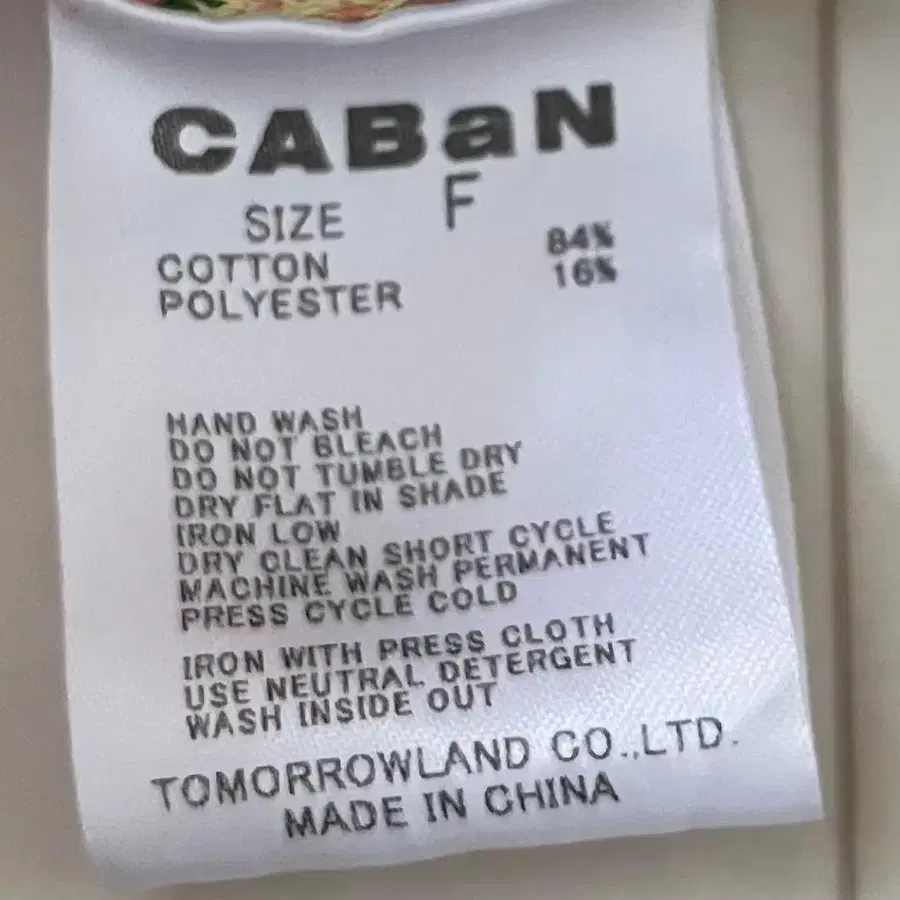 CABaN
SIZE F
COTTON 84%
POLYESTER 16%
HAND WASH
DO NOT BLEACH
DO NOT TUMBLE DRY
DRY FLAT IN SHADE
IRON LOW
DRY CLEAN SHORT CYCLE
MACHINE WASH PERMANENT
PRESS CYCLE COLD
IRON WITH PRESS CLOTH
USE NEUTRAL DETERGENT
WASH INSIDE OUT
TOMORROWLAND CO.,LTD.
MADE IN CHINA